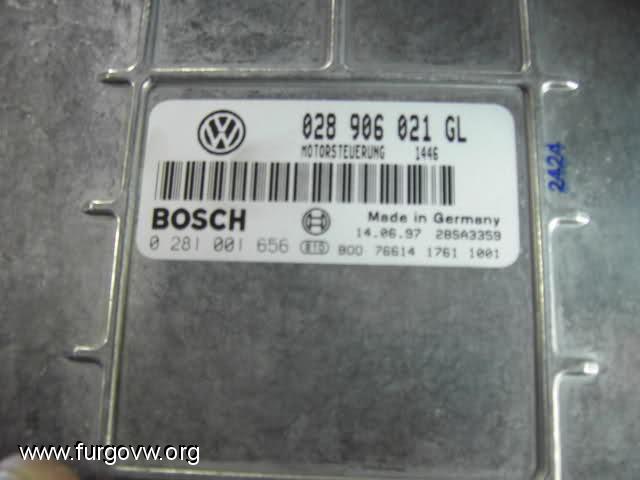 028 906 021 GL
MOTORSTEUERUNG 1446
BOSCH
Made in Germany
0 281 001 656
14.06.97 28SA3359
BOO 76614 1761 1001
2424
www.furgovw.org